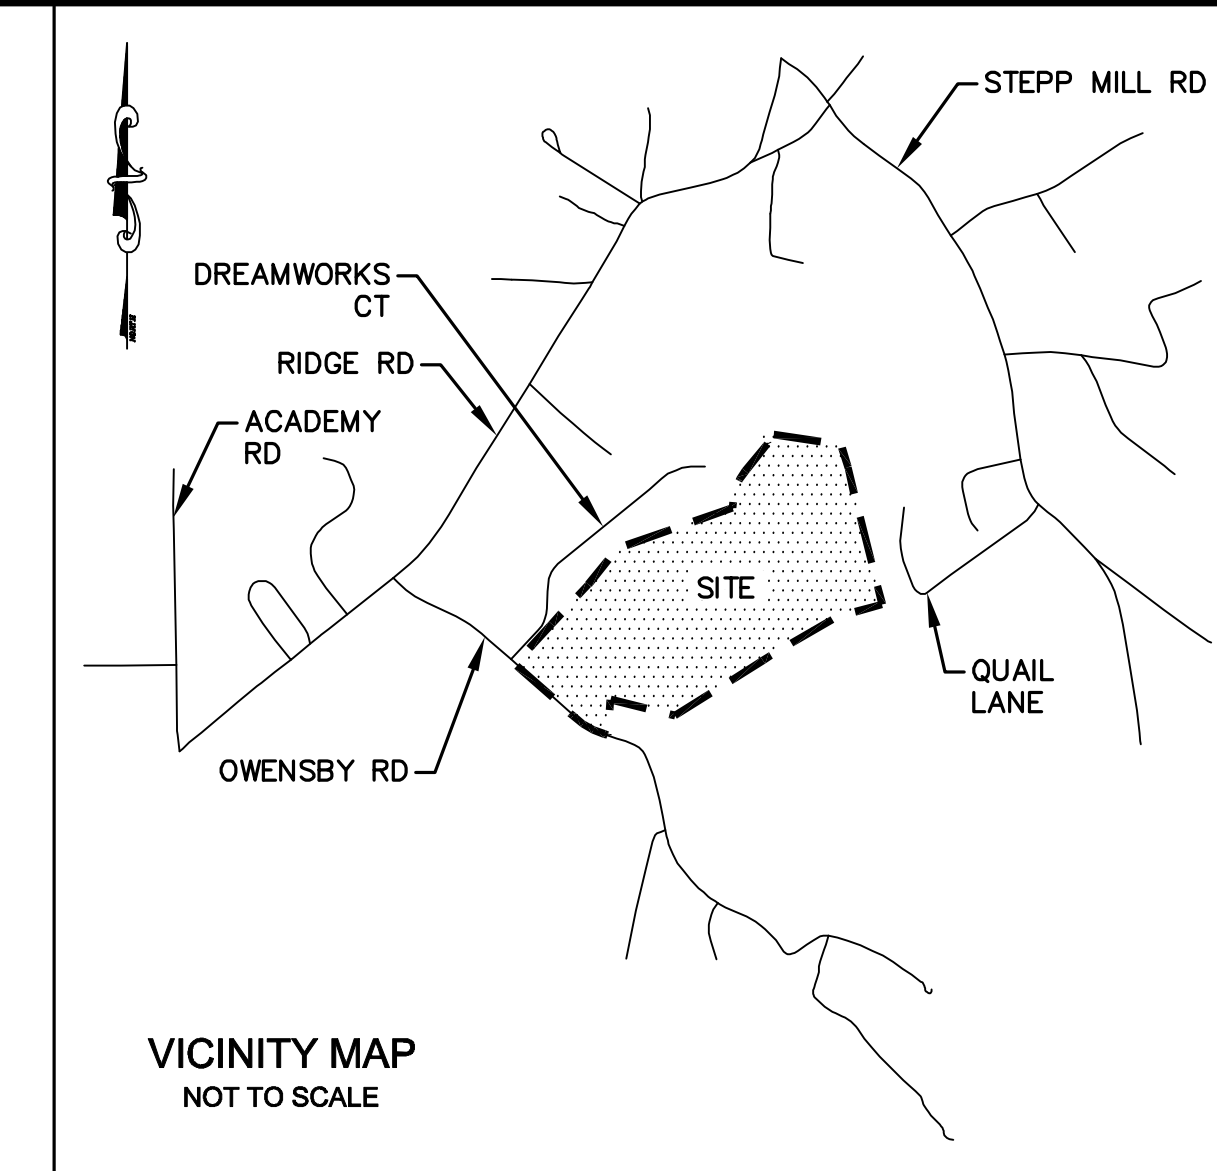 STEPP MILL RD
DREAMWORKS
CT
RIDGE RD
ACADEMY
RD
SITE
QUAIL
LANE
OWENSBY RD
VICINITY MAP
NOT TO SCALE